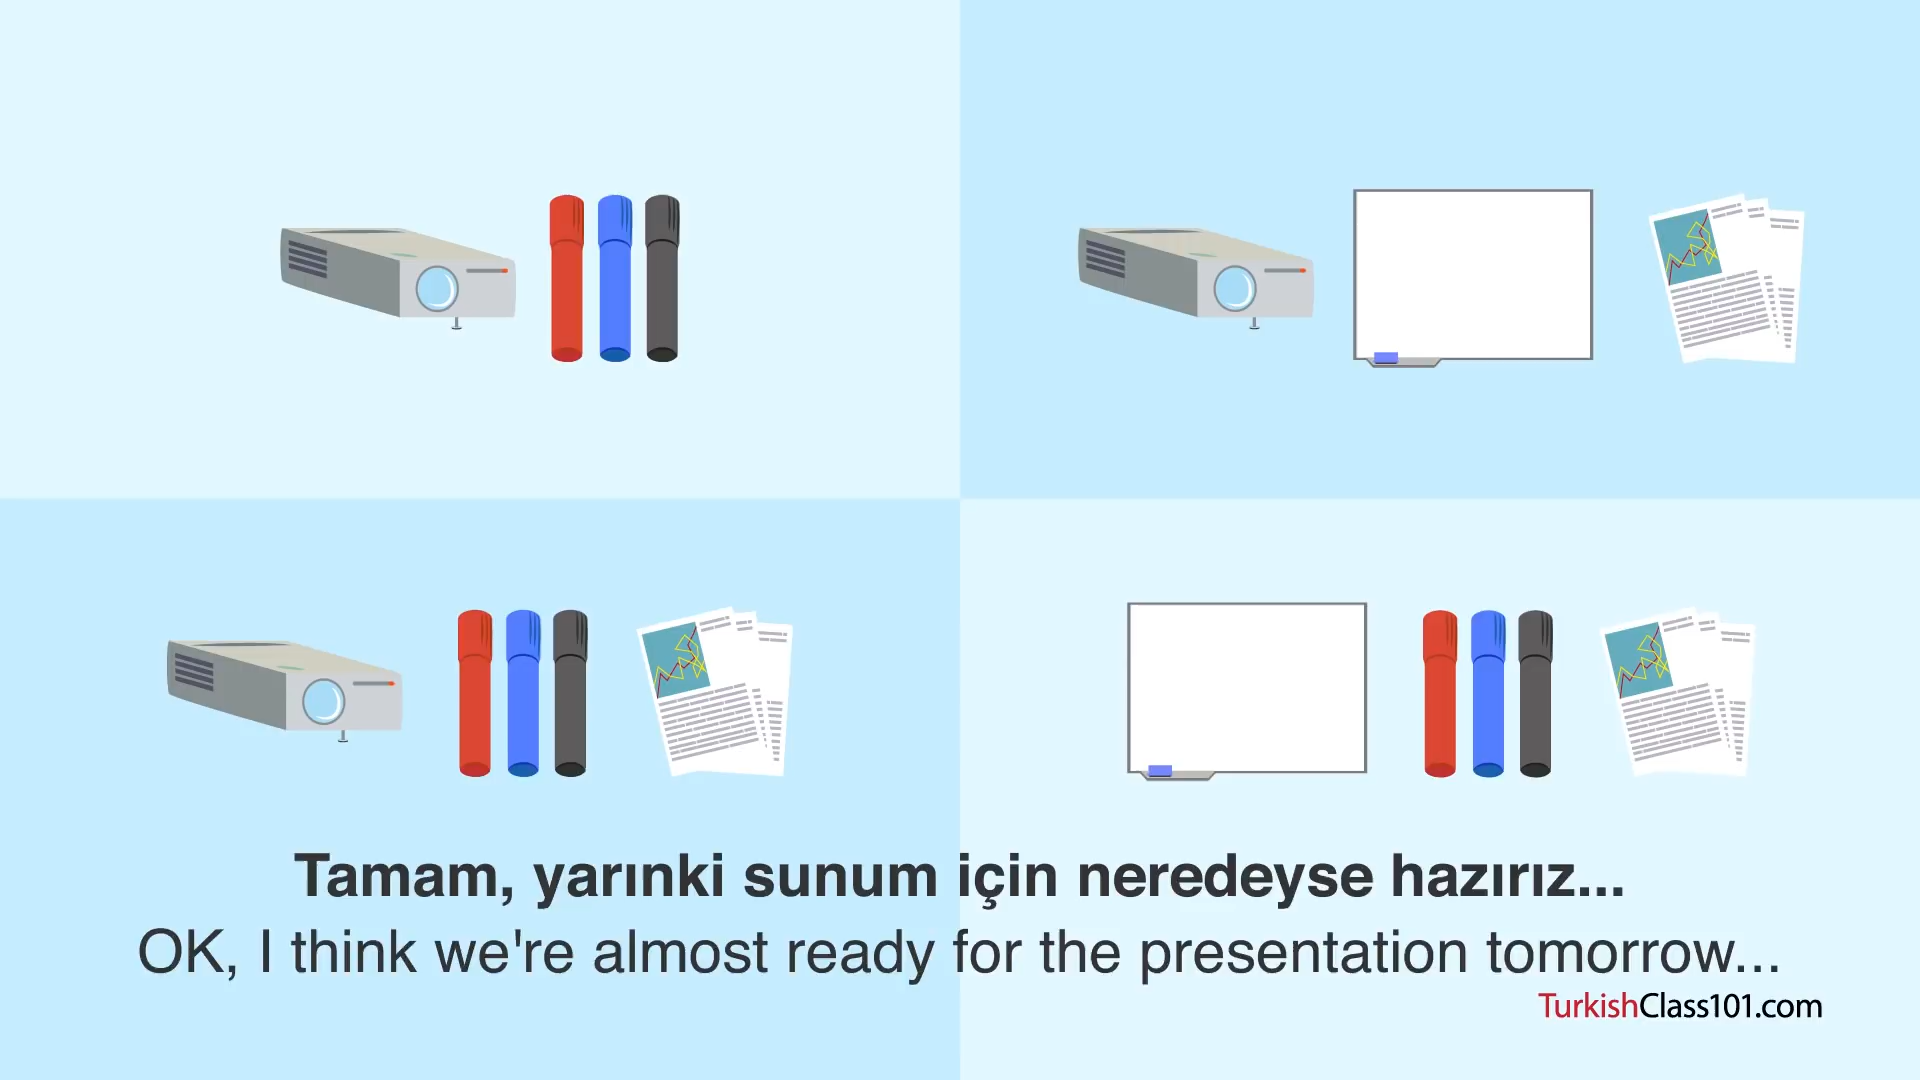 Tamam, yarınki sunum için neredeyse hazırız...
OK, I think we're almost ready for the presentation tomorrow...
TurkishClass101.com